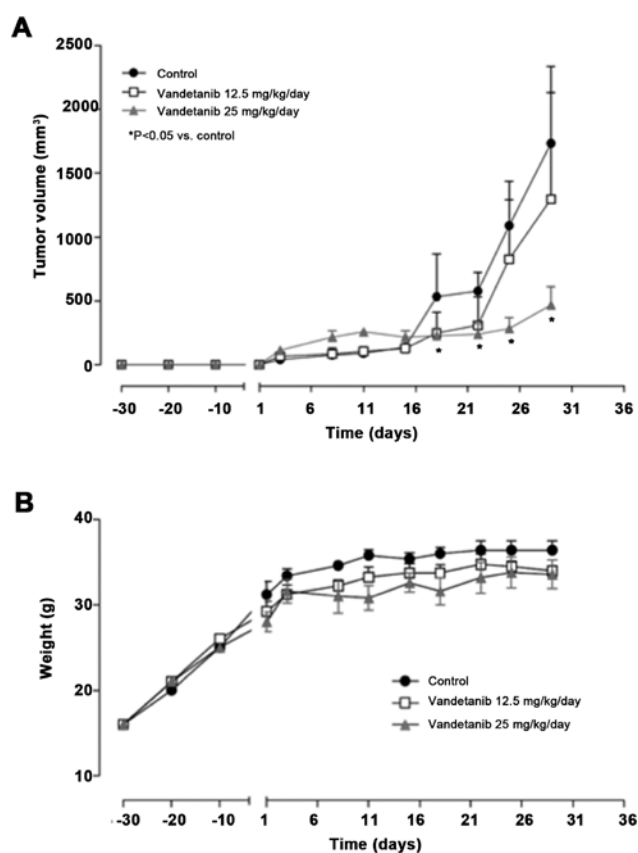 A
Tumor volume (mm³)
2500
2000
1500
1000
500
0
Control
Vandetanib 12.5 mg/kg/day
Vandetanib 25 mg/kg/day
*P<0.05 vs. control
* * * *
-30 -20 -10 1 6 11 16 21 26 31 36
Time (days)
B
Weight (g)
40
30
20
10
Control
Vandetanib 12.5 mg/kg/day
Vandetanib 25 mg/kg/day
-30 -20 -10 1 6 11 16 21 26 31 36
Time (days)